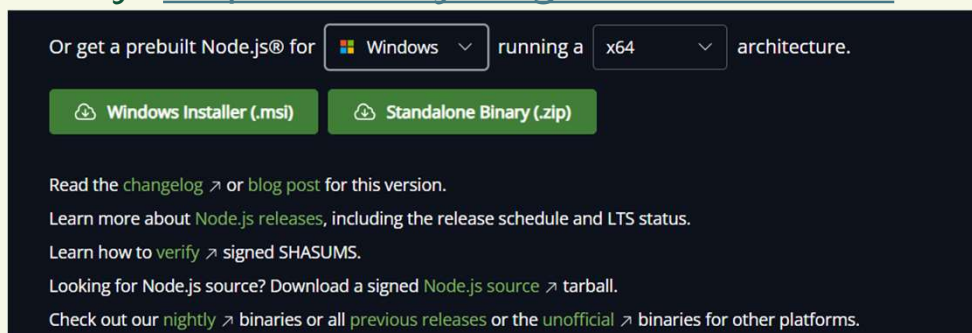 Or get a prebuilt Node.js® for Windows running a x64 architecture.
Windows Installer (.msi) Standalone Binary (.zip)
Read the changelog ↗ or blog post for this version.
Learn more about Node.js releases, including the release schedule and LTS status.
Learn how to verify ↗ signed SHASUMS.
Looking for Node.js source? Download a signed Node.js source ↗ tarball.
Check out our nightly ↗ binaries or all previous releases or the unofficial ↗ binaries for other platforms.